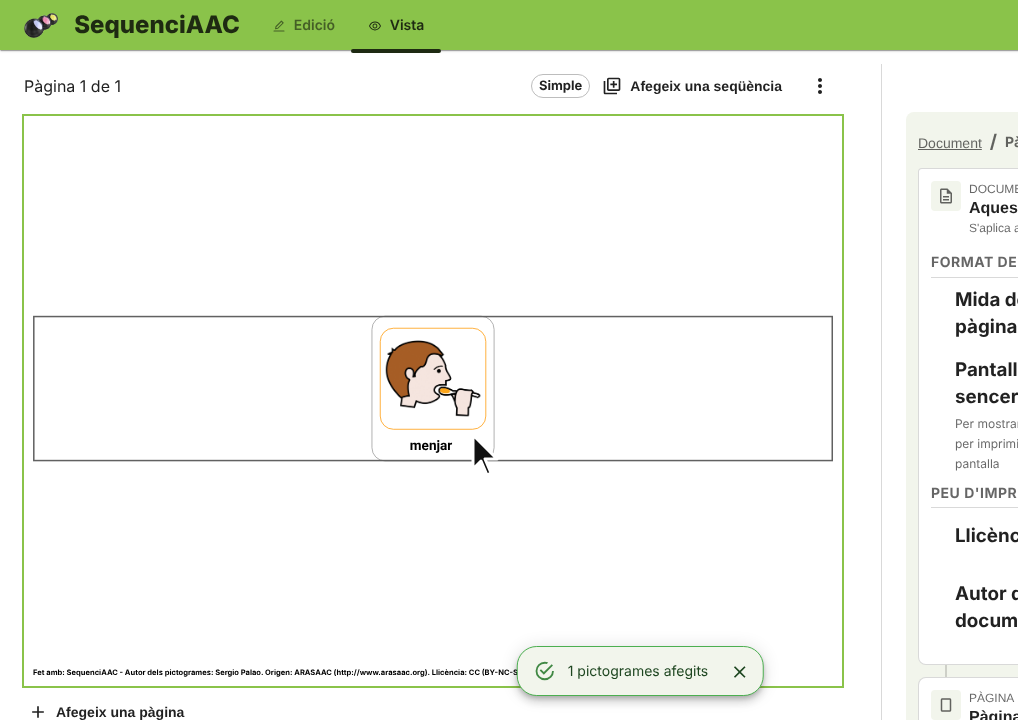 SequenciAAC
Edició
Vista
Pàgina 1 de 1
Simple
Afegeix una seqüència
menjar
Fet amb: SequenciAAC - Autor dels pictogrames: Sergio Palao. Origen: ARASAAC (http://www.arasaac.org). Llicència: CC (BY-NC-S
1 pictogrames afegits
Afegeix una pàgina
Document / Pà
DOCUME
Aques
S'aplica a
FORMAT DE
Mida de
pàgina
Pantall
sencer
Per mostrar
per imprimi
pantalla
PEU D'IMPR
Llicènc
Autor d
docum
PÀGINA
Pàgina